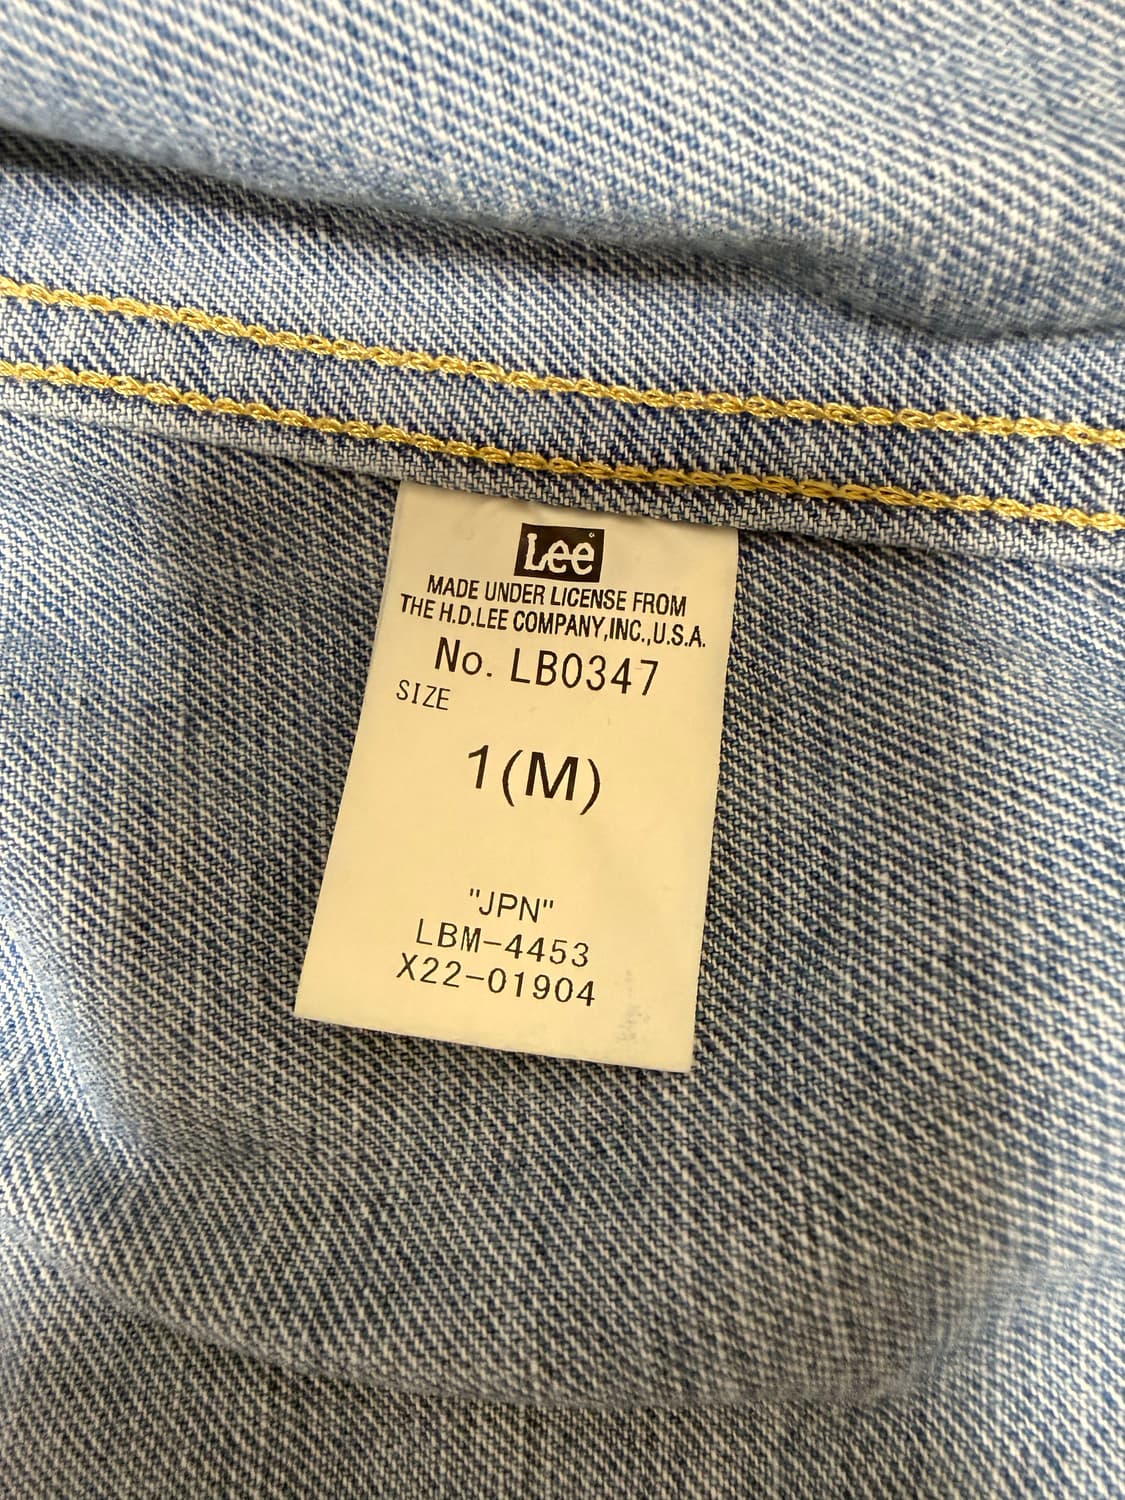 Lee
MADE UNDER LICENSE FROM
THE H.D.LEE COMPANY,INC.,U.S.A.
No. LB0347
SIZE
1(M)
"JPN"
LBM-4453
X22-01904